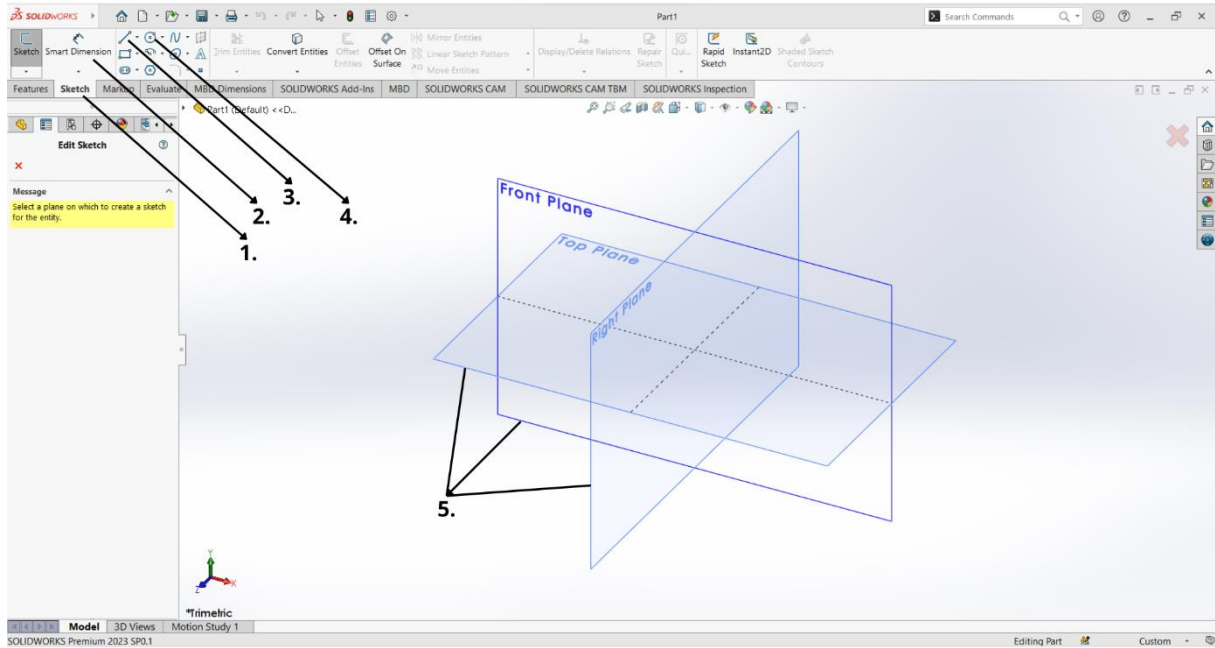 SOLIDWORKS
Part1
Search Commands
Sketch Smart Dimension
Trim Entities Convert Entities Offset Entities Offset On Surface
Mirror Entities
Linear Sketch Pattern
Move Entities
Display/Delete Relations Repair Sketch Qui... Rapid Sketch Instant2D Shaded Sketch Contours
Features Sketch Markup Evaluate MBD Dimensions SOLIDWORKS Add-Ins MBD SOLIDWORKS CAM SOLIDWORKS CAM TBM SOLIDWORKS Inspection
Part1 (Default) <<D...
Edit Sketch
Message
Select a plane on which to create a sketch
for the entity.
1.
2.
3.
4.
5.
Front Plane
Top Plane
Right Plane
Y
X
Z
*Trimetric
Model 3D Views Motion Study 1
SOLIDWORKS Premium 2023 SP0.1
Editing Part
Custom